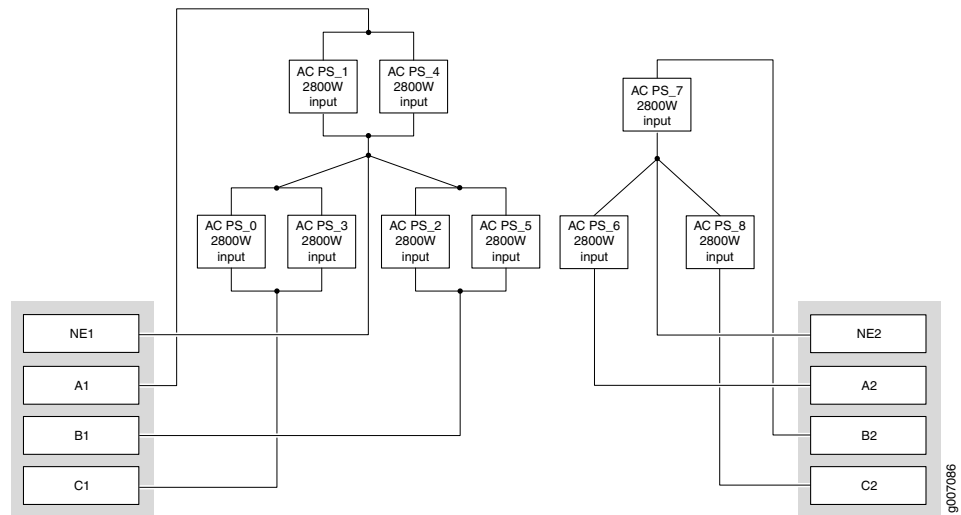 AC PS_1
2800W
input
AC PS_4
2800W
input
AC PS_7
2800W
input
AC PS_0
2800W
input
AC PS_3
2800W
input
AC PS_2
2800W
input
AC PS_5
2800W
input
AC PS_6
2800W
input
AC PS_8
2800W
input
NE1
A1
B1
C1
NE2
A2
B2
C2
g007086